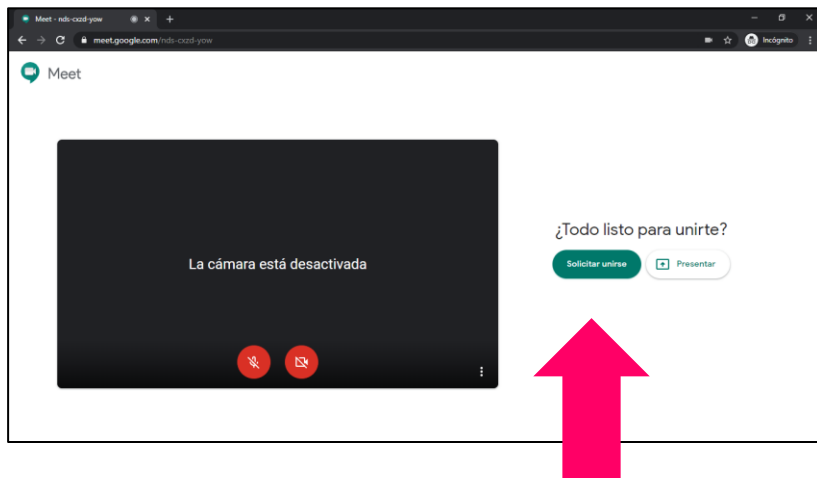 Meet - nds-cxzd-yow
meet.google.com/nds-cxzd-yow
Incógnito
Meet
¿Todo listo para unirte?
La cámara está desactivada
Solicitar unirse
Presentar